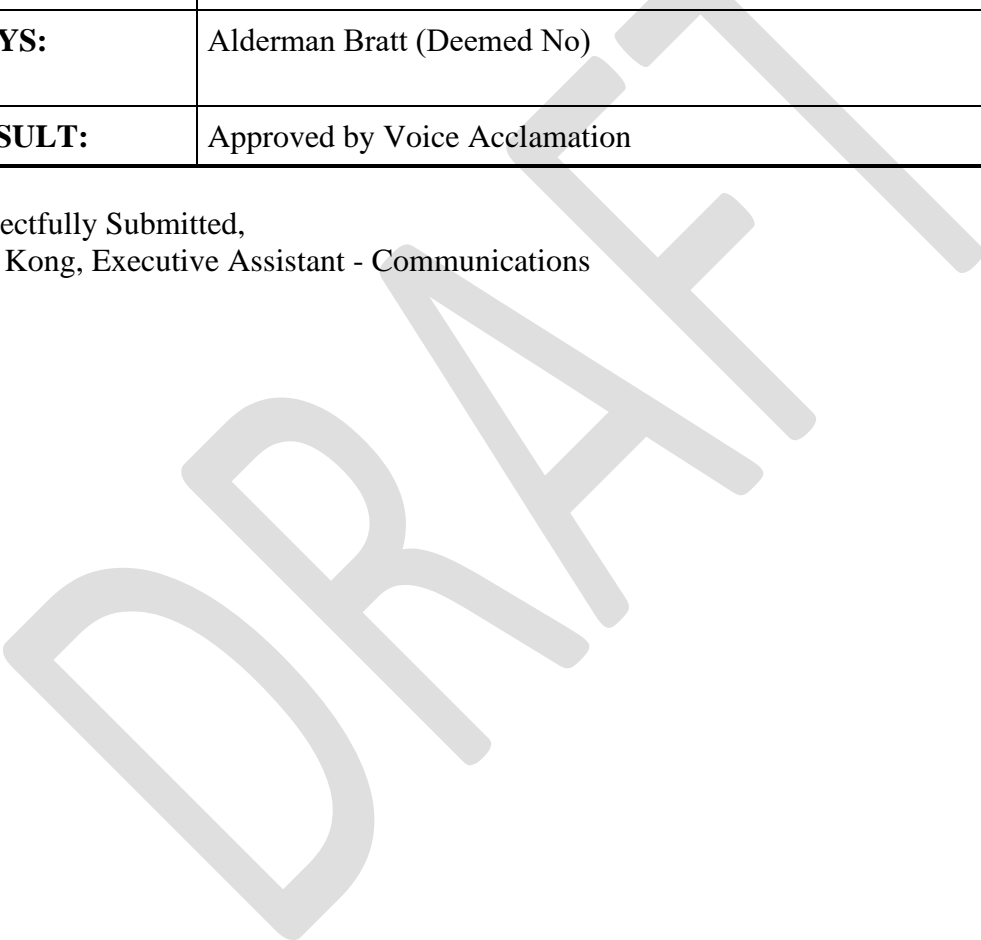 YS: Alderman Bratt (Deemed No)
SULT: Approved by Voice Acclamation
ectfully Submitted,
Kong, Executive Assistant - Communications
DRAFT